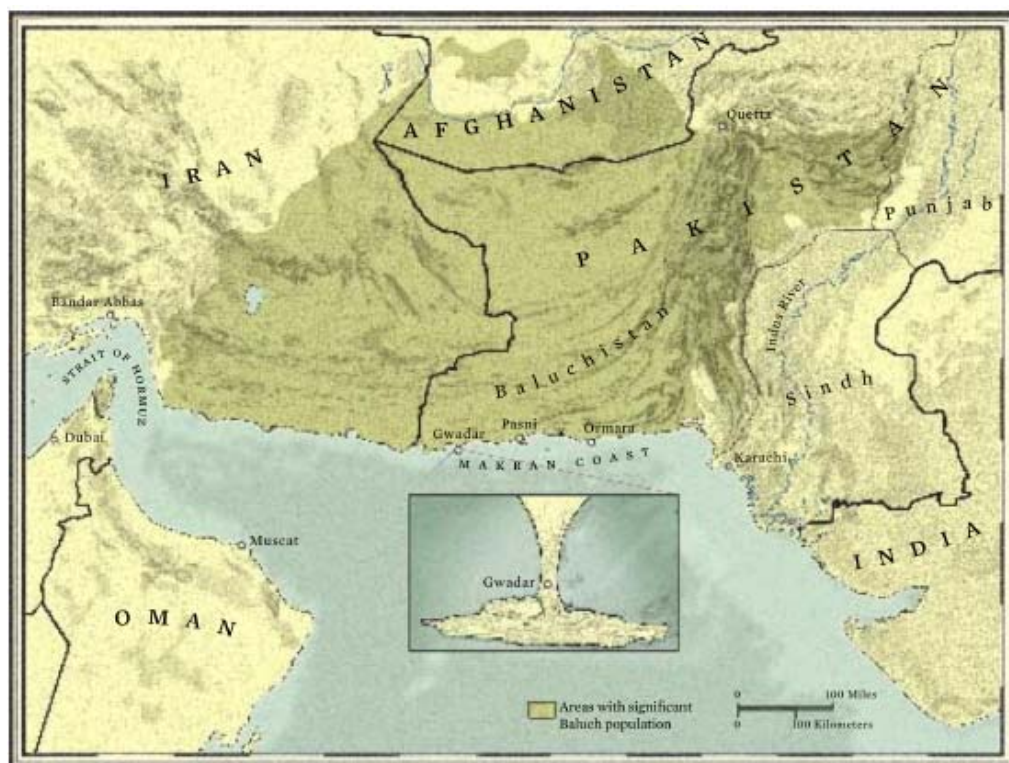 AFGHANISTAN
Quetta
IRAN
PAKISTAN
Punjab
Bandar Abbas
STRAIT OF HORMUZ
Indus River
Baluchistan
Sindh
Dubai
Gwadar
Pasni
Ormara
MAKRAN COAST
Karachi
Muscat
INDIA
Gwadar
OMAN
Areas with significant
Baluch population
0 100 Miles
0 100 Kilometers